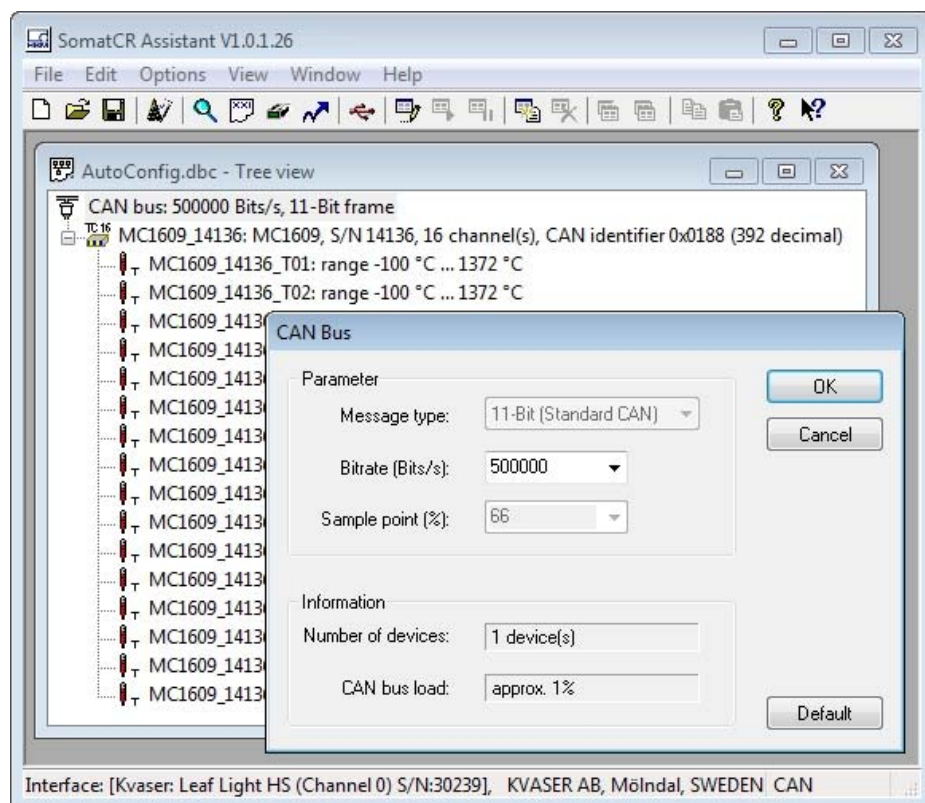 SomatCR Assistant V1.0.1.26
File Edit Options View Window Help
AutoConfig.dbc - Tree view
CAN bus: 500000 Bits/s, 11-Bit frame
TC 16
MC1609_14136: MC1609, S/N 14136, 16 channel(s), CAN identifier 0x0188 (392 decimal)
T MC1609_14136_T01: range -100 °C ... 1372 °C
T MC1609_14136_T02: range -100 °C ... 1372 °C
T MC1609_1413
T MC1609_1413
T MC1609_1413
T MC1609_1413
T MC1609_1413
T MC1609_1413
T MC1609_1413
T MC1609_1413
T MC1609_1413
T MC1609_1413
T MC1609_1413
T MC1609_1413
T MC1609_1413
T MC1609_1413
CAN Bus
Parameter
Message type: 11-Bit (Standard CAN)
Bitrate (Bits/s): 500000
Sample point (%): 66
OK
Cancel
Information
Number of devices: 1 device(s)
CAN bus load: approx. 1%
Default
Interface: [Kvaser: Leaf Light HS (Channel 0) S/N:30239], KVASER AB, Mölndal, SWEDEN CAN